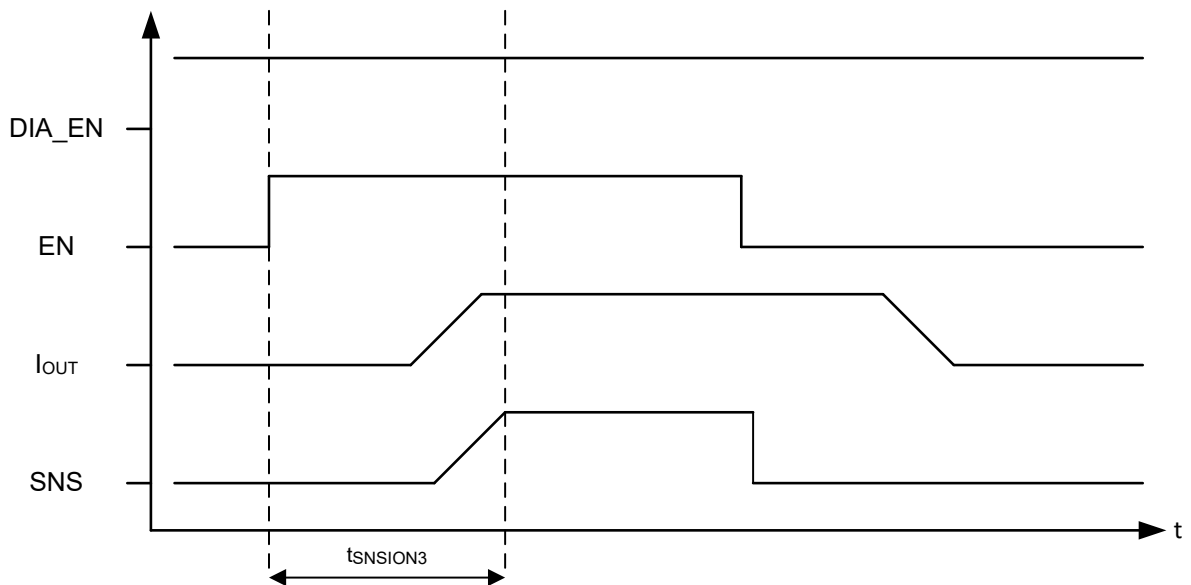 DIA_EN
EN
IOUT
SNS
t
tSNSION3